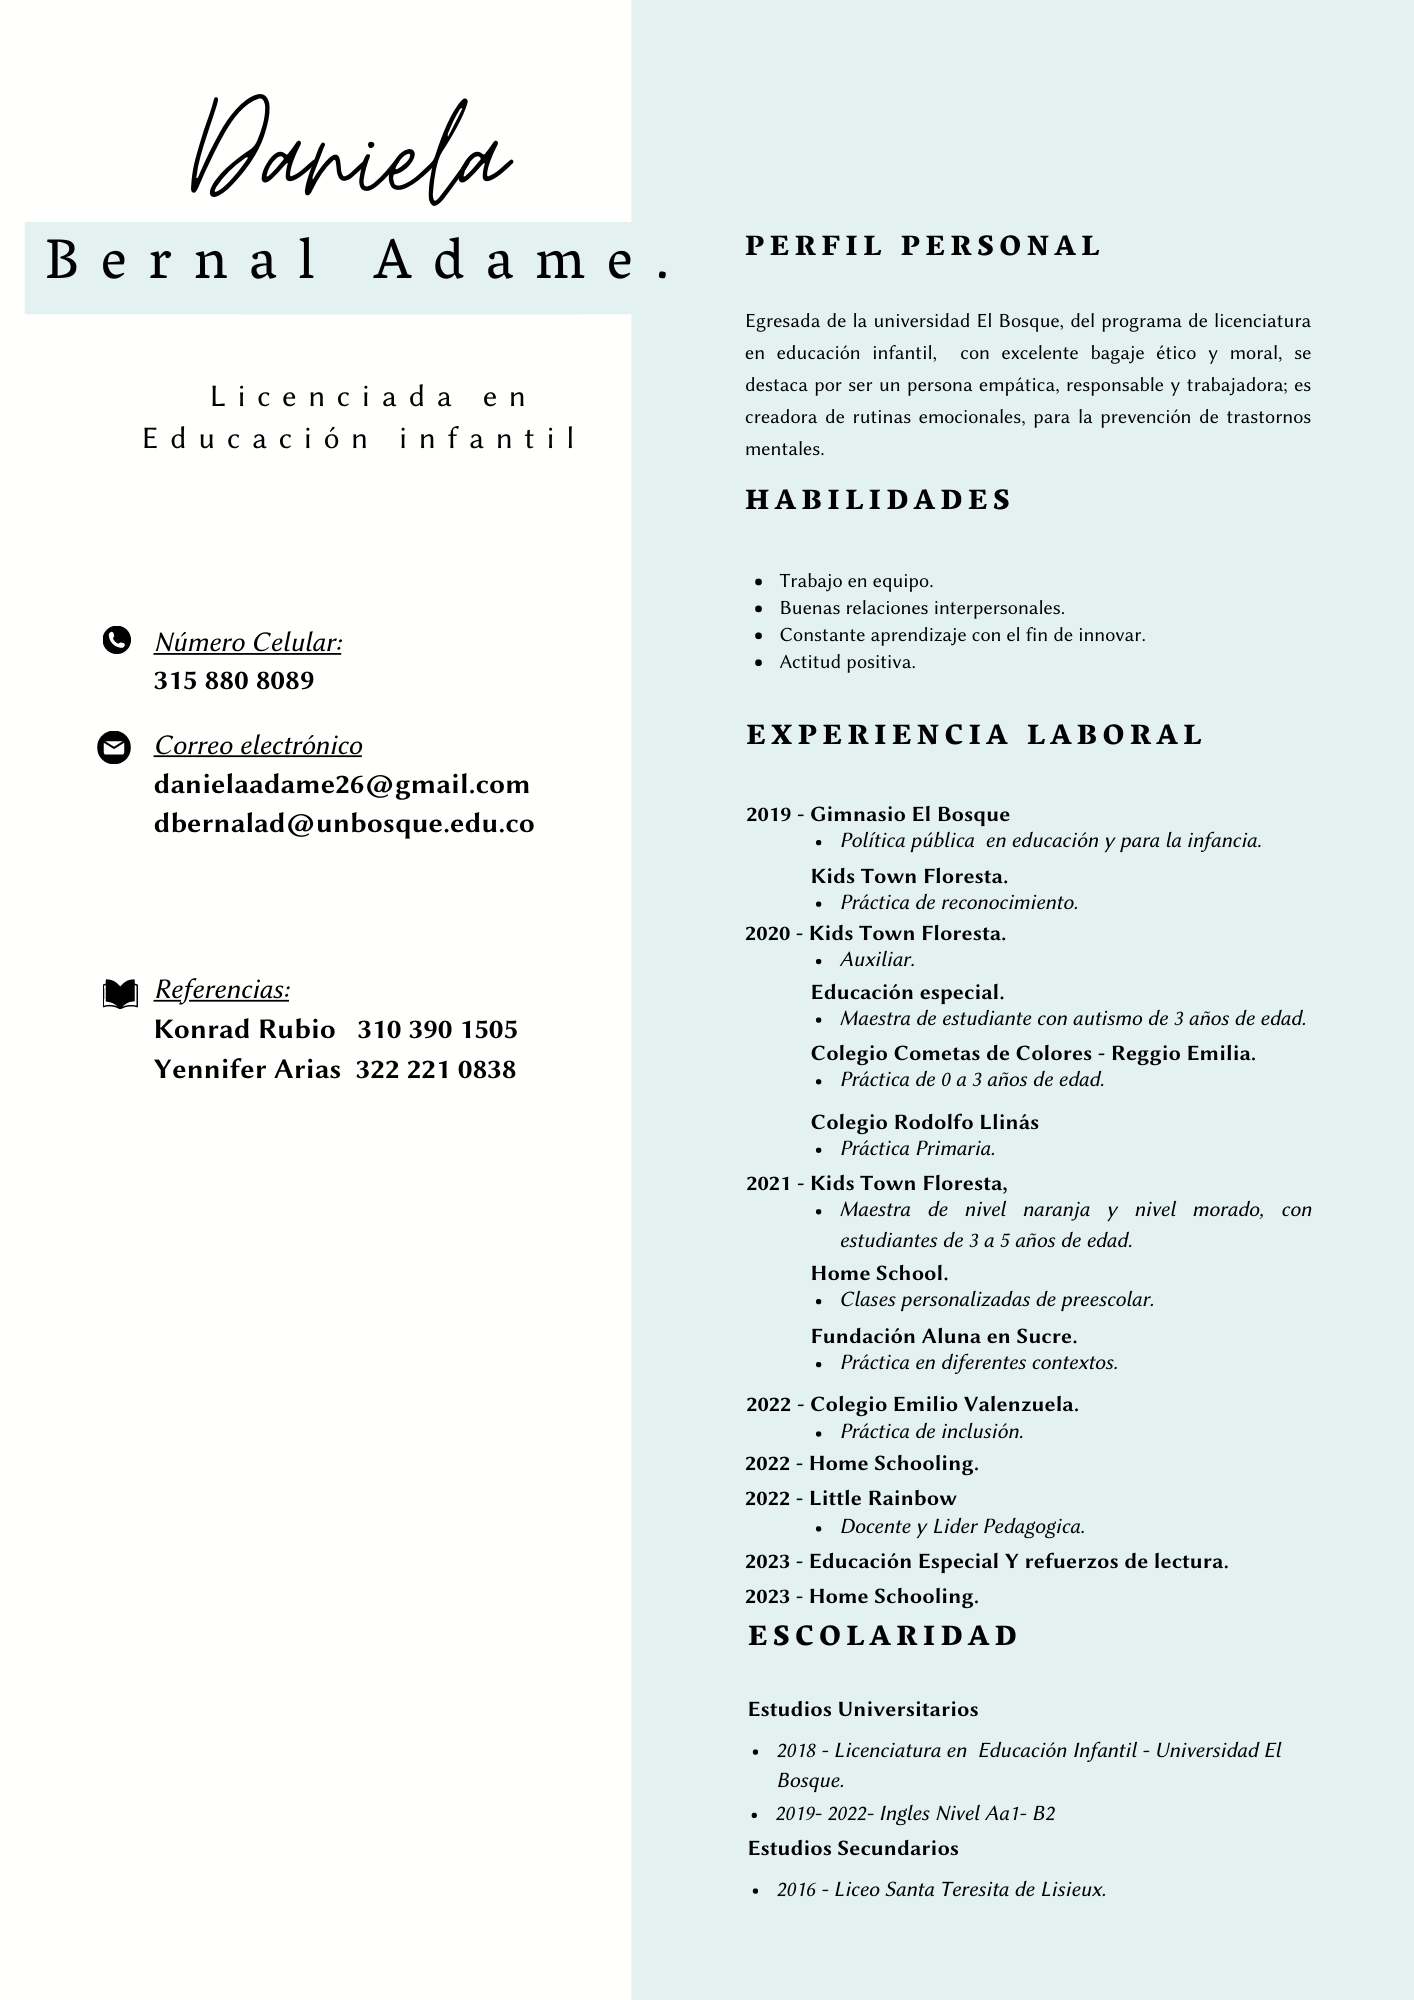 Daniela
Bernal Adame.
Licenciada en
Educación infantil
Número Celular:
315 880 8089
Correo electrónico
danielaadame26@gmail.com
dbernalad@unbosque.edu.co
Referencias:
Konrad Rubio 310 390 1505
Yennifer Arias 322 221 0838
PERFIL PERSONAL
Egresada de la universidad El Bosque, del programa de licenciatura
en educación infantil, con excelente bagaje ético y moral, se
destaca por ser un persona empática, responsable y trabajadora; es
creadora de rutinas emocionales, para la prevención de trastornos
mentales.
HABILIDADES
• Trabajo en equipo.
• Buenas relaciones interpersonales.
• Constante aprendizaje con el fin de innovar.
• Actitud positiva.
EXPERIENCIA LABORAL
2019 - Gimnasio El Bosque
• Política pública en educación y para la infancia.
Kids Town Floresta.
• Práctica de reconocimiento.
2020 - Kids Town Floresta.
• Auxiliar.
Educación especial.
• Maestra de estudiante con autismo de 3 años de edad.
Colegio Cometas de Colores - Reggio Emilia.
• Práctica de 0 a 3 años de edad.
Colegio Rodolfo Llinás
• Práctica Primaria.
2021 - Kids Town Floresta,
• Maestra de nivel naranja y nivel morado, con
estudiantes de 3 a 5 años de edad.
Home School.
• Clases personalizadas de preescolar.
Fundación Aluna en Sucre.
• Práctica en diferentes contextos.
2022 - Colegio Emilio Valenzuela.
• Práctica de inclusión.
2022 - Home Schooling.
2022 - Little Rainbow
• Docente y Lider Pedagogica.
2023 - Educación Especial Y refuerzos de lectura.
2023 - Home Schooling.
ESCOLARIDAD
Estudios Universitarios
• 2018 - Licenciatura en Educación Infantil - Universidad El
Bosque.
• 2019- 2022- Ingles Nivel Aa1- B2
Estudios Secundarios
• 2016 - Liceo Santa Teresita de Lisieux.